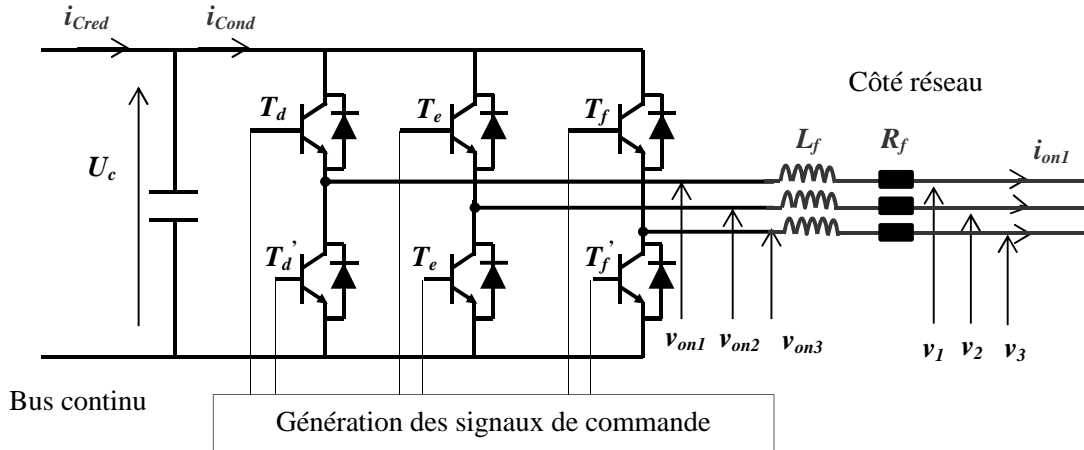 i_Cred i_Cond
Côté réseau
T_d T_e T_f
L_f R_f i_on1
U_c
T_d' T_e T_f'
v_on1 v_on2 v_on3 v_1 v_2 v_3
Bus continu
Génération des signaux de commande